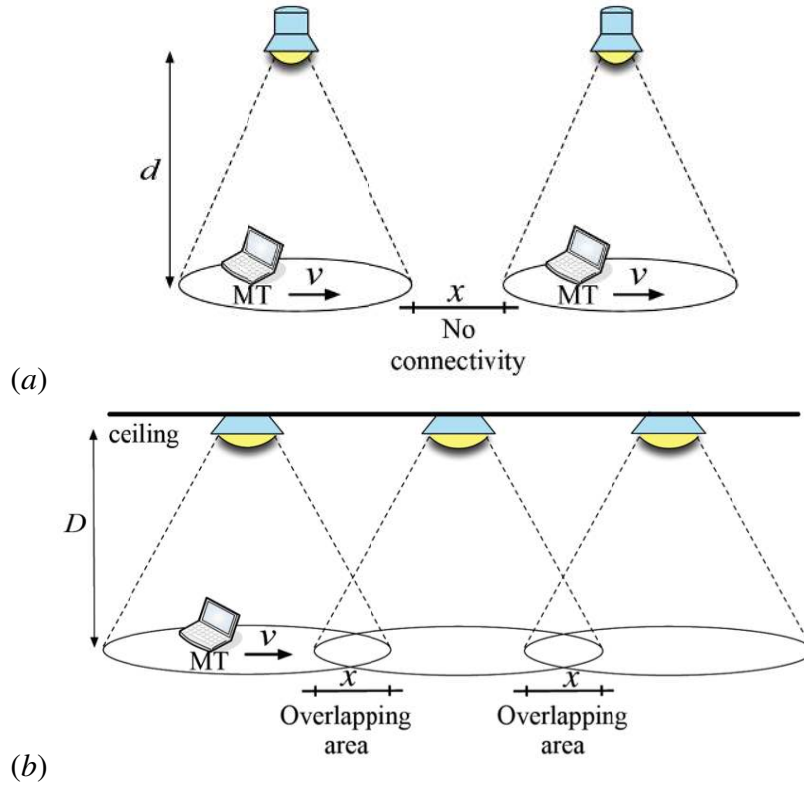 d
MT v
x
MT v
No
connectivity
(a)
ceiling
D
MT v
x
x
Overlapping
area
Overlapping
area
(b)